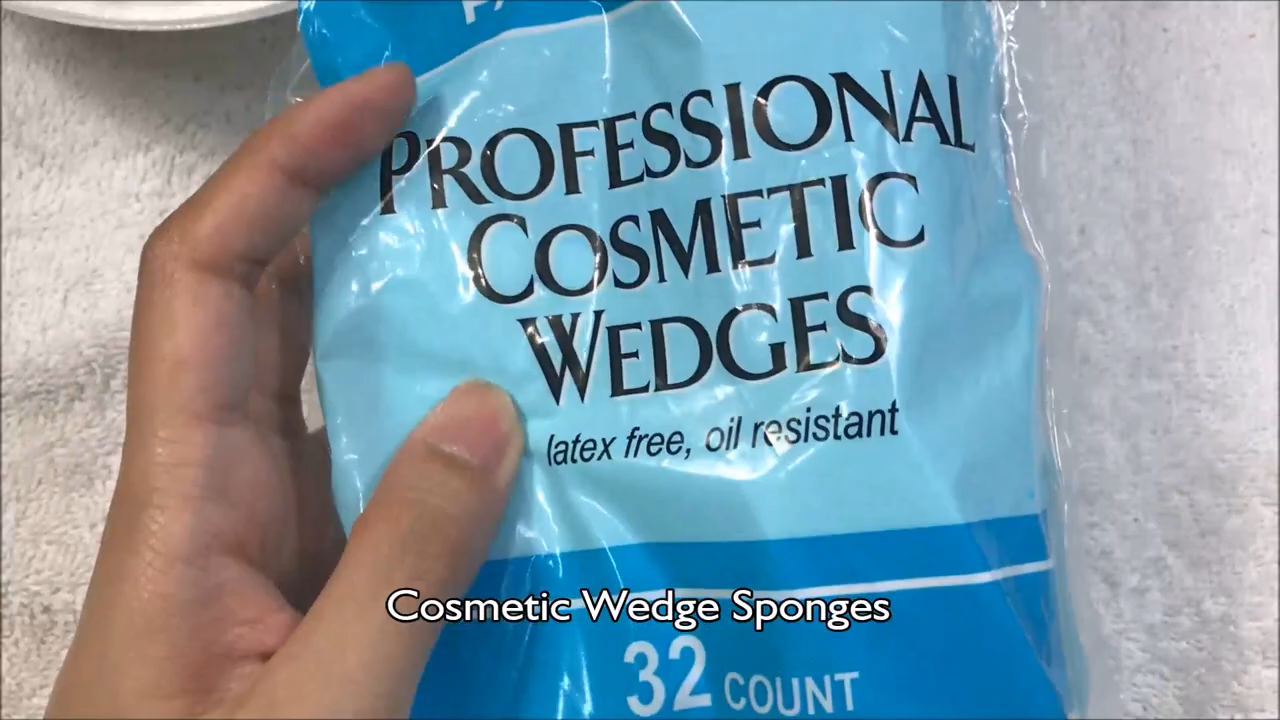 PROFESSIONAL
COSMETIC
WEDGES
latex free, oil resistant
Cosmetic Wedge Sponges
32 COUNT